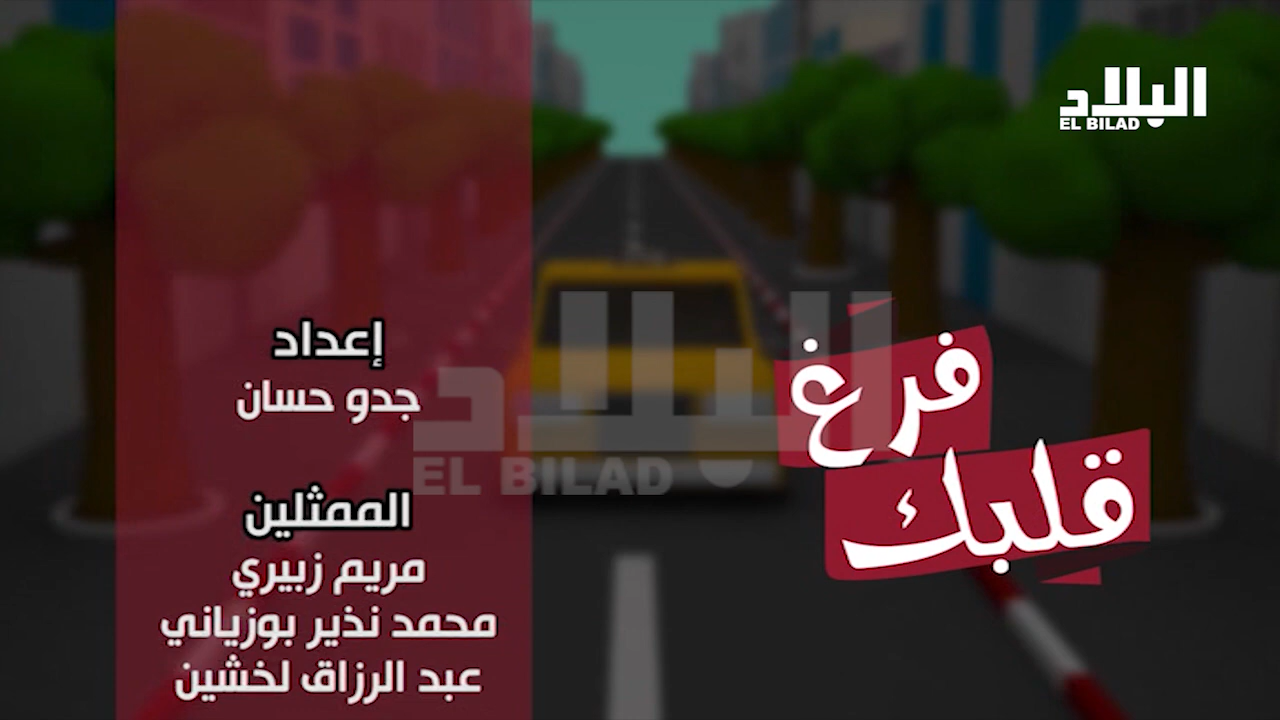 البلاد
EL BILAD
فرغ
قلبك
إعداد
جدو حسان
الممثلين
مريم زبيري
محمد نذير بوزياني
عبد الرزاق لخشين
البلاد
EL BILAD